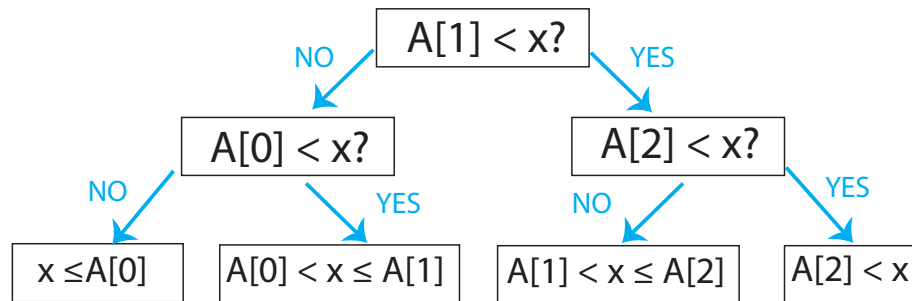 A[1] < x?
NO
YES
A[0] < x?
A[2] < x?
NO
YES
NO
YES
x ≤A[0]
A[0] < x ≤ A[1]
A[1] < x ≤ A[2]
A[2] < x